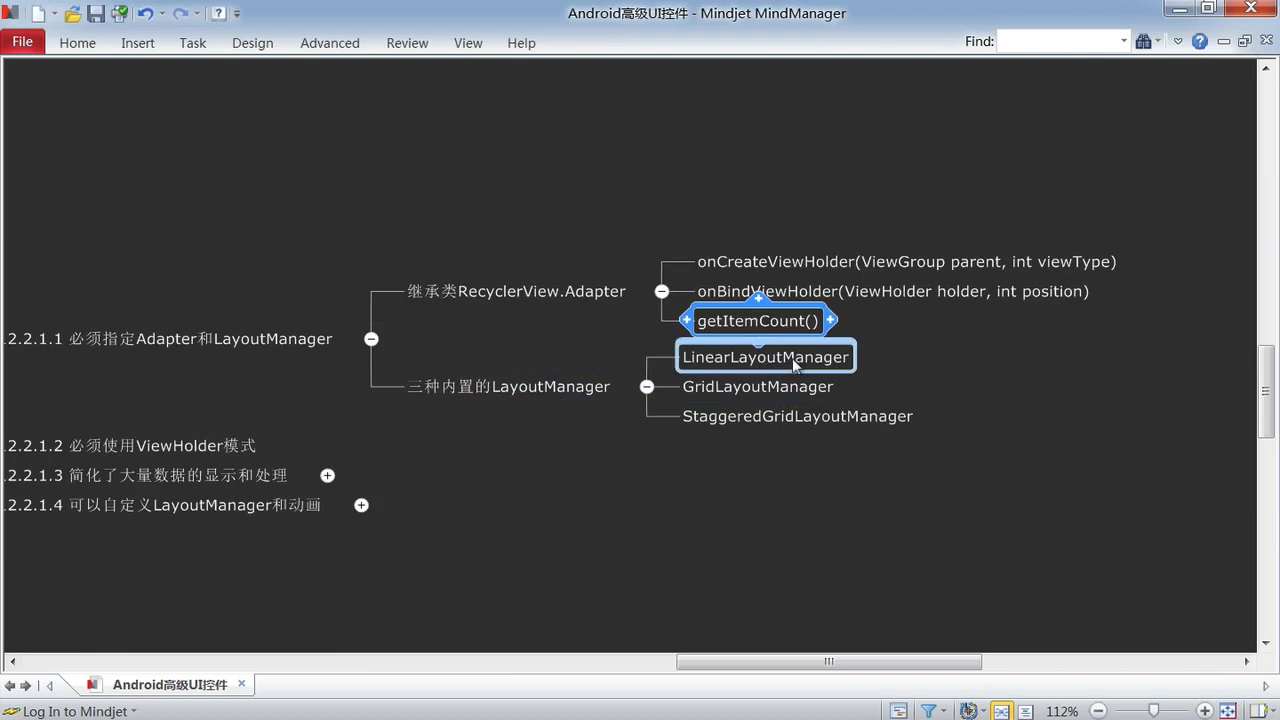 Android高级UI控件 - Mindjet MindManager
File Home Insert Task Design Advanced Review View Help Find:
onCreateViewHolder(ViewGroup parent, int viewType)
继承类RecyclerView.Adapter
onBindViewHolder(ViewHolder holder, int position)
getItemCount()
2.2.1.1 必须指定Adapter和LayoutManager
LinearLayoutManager
三种内置的LayoutManager
GridLayoutManager
StaggeredGridLayoutManager
2.2.1.2 必须使用ViewHolder模式
2.2.1.3 简化了大量数据的显示和处理
2.2.1.4 可以自定义LayoutManager和动画
Android高级UI控件
Log In to Mindjet
112%